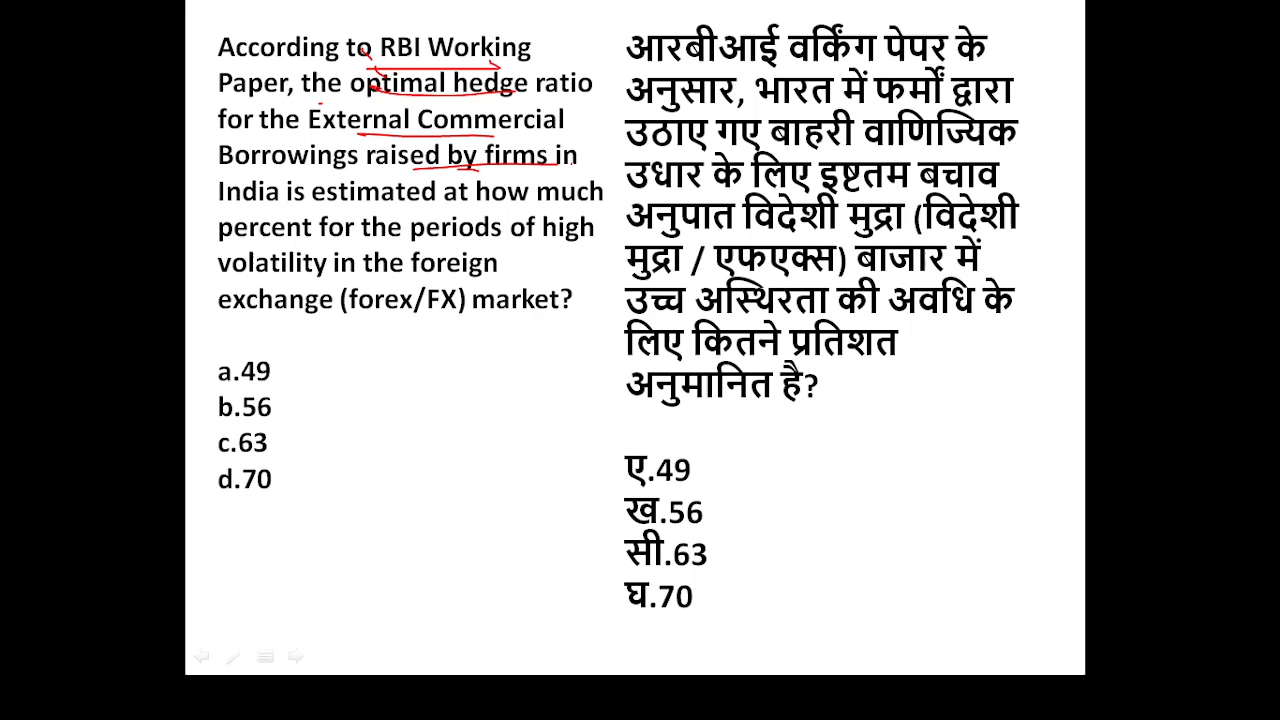 According to RBI Working
Paper, the optimal hedge ratio
for the External Commercial
Borrowings raised by firms in
India is estimated at how much
percent for the periods of high
volatility in the foreign
exchange (forex/FX) market?
a.49
b.56
c.63
d.70
आरबीआई वर्किंग पेपर के
अनुसार, भारत में फर्मों द्वारा
उठाए गए बाहरी वाणिज्यिक
उधार के लिए इष्टतम बचाव
अनुपात विदेशी मुद्रा (विदेशी
मुद्रा / एफएक्स) बाजार में
उच्च अस्थिरता की अवधि के
लिए कितने प्रतिशत
अनुमानित है?
ए.49
ख.56
सी.63
घ.70